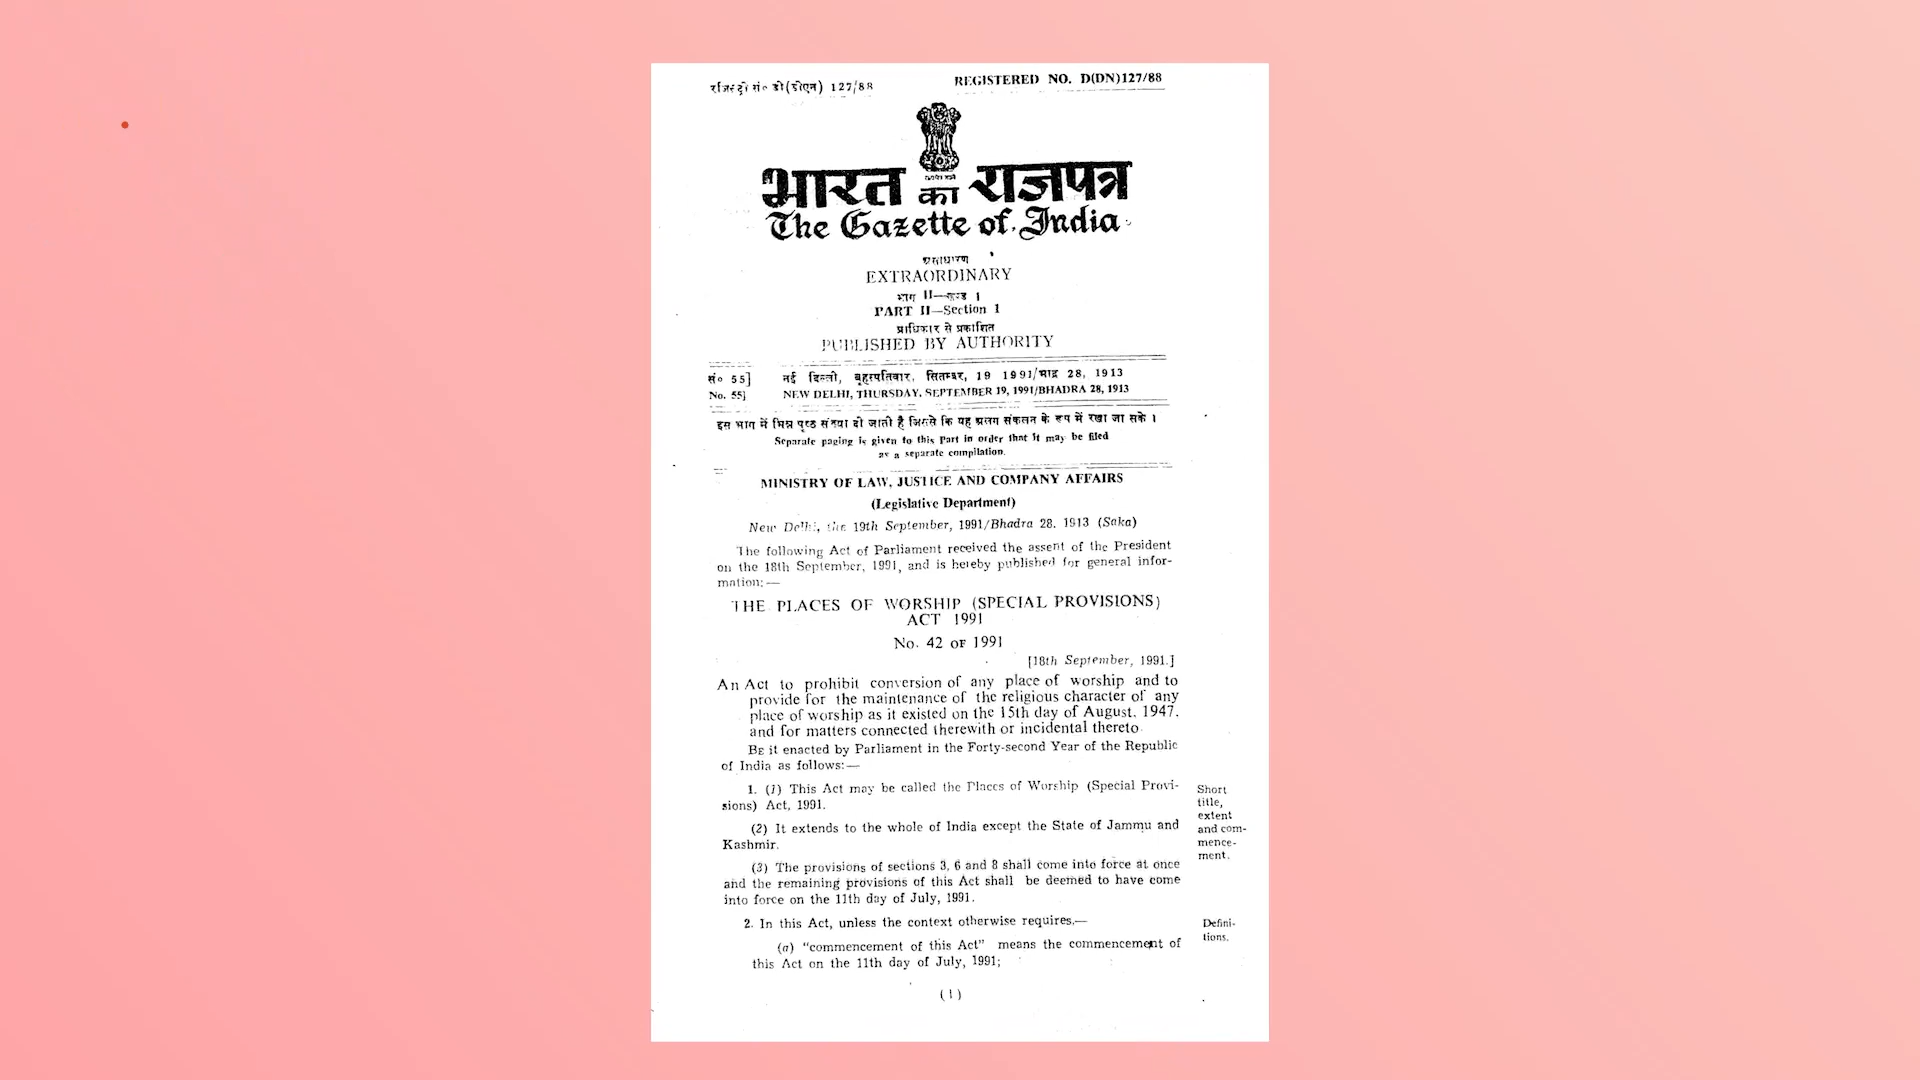 रजिस्ट्री सं० डी(डीएन) 127/88
REGISTERED NO. D(DN)127/88
भारत का राजपत्र
The Gazette of India
असाधारण
EXTRAORDINARY
भाग II—खण्ड 1
PART II—Section 1
प्राधिकार से प्रकाशित
PUBLISHED BY AUTHORITY
सं० 55] नई दिल्ली, बृहस्पतिवार, सितम्बर, 19 1991/भाद्र 28, 1913
No. 55] NEW DELHI, THURSDAY, SEPTEMBER 19, 1991/BHADRA 28, 1913
इस भाग में भिन्न पृष्ठ संख्या दी जाती है जिससे कि यह अलग संकलन के रूप में रखा जा सके ।
Separate paging is given to this Part in order that it may be filed
as a separate compilation.
MINISTRY OF LAW, JUSTICE AND COMPANY AFFAIRS
(Legislative Department)
New Delhi, the 19th September, 1991/Bhadra 28, 1913 (Saka)
The following Act of Parliament received the assent of the President
on the 18th September, 1991, and is hereby published for general infor-
mation:—
THE PLACES OF WORSHIP (SPECIAL PROVISIONS)
ACT 1991
No. 42 OF 1991
[18th September, 1991.]
An Act to prohibit conversion of any place of worship and to
provide for the maintenance of the religious character of any
place of worship as it existed on the 15th day of August, 1947,
and for matters connected therewith or incidental thereto
BE it enacted by Parliament in the Forty-second Year of the Republic
of India as follows:—
1. (1) This Act may be called the Places of Worship (Special Provi-
sions) Act, 1991.
Short
title,
extent
and com-
mence-
ment.
(2) It extends to the whole of India except the State of Jammu and
Kashmir.
(3) The provisions of sections 3, 6 and 8 shall come into force at once
and the remaining provisions of this Act shall be deemed to have come
into force on the 11th day of July, 1991.
2. In this Act, unless the context otherwise requires,—
Defini-
tions.
(a) "commencement of this Act" means the commencement of
this Act on the 11th day of July, 1991;
(1)